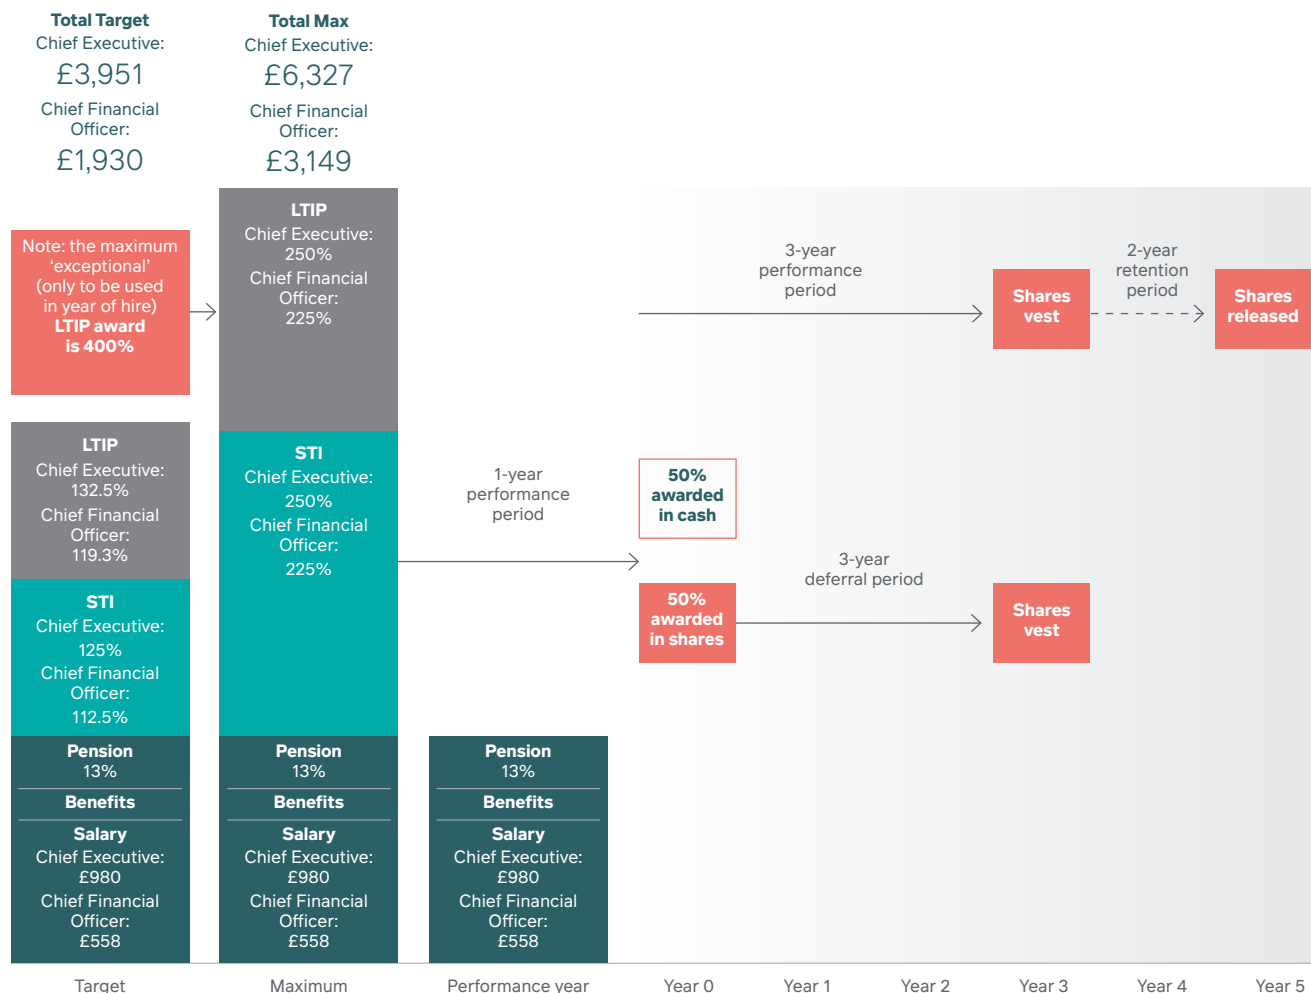 Total Target
Chief Executive:
£3,951
Chief Financial
Officer:
£1,930
Total Max
Chief Executive:
£6,327
Chief Financial
Officer:
£3,149
Note: the maximum
‘exceptional’
(only to be used
in year of hire)
LTIP award
is 400%
LTIP
Chief Executive:
132.5%
Chief Financial
Officer:
119.3%
STI
Chief Executive:
125%
Chief Financial
Officer:
112.5%
Pension
13%
Benefits
Salary
Chief Executive:
£980
Chief Financial
Officer:
£558
LTIP
Chief Executive:
250%
Chief Financial
Officer:
225%
STI
Chief Executive:
250%
Chief Financial
Officer:
225%
Pension
13%
Benefits
Salary
Chief Executive:
£980
Chief Financial
Officer:
£558
1-year
performance
period
Pension
13%
Benefits
Salary
Chief Executive:
£980
Chief Financial
Officer:
£558
3-year
performance
period
Shares
vest
2-year
retention
period
Shares
released
50%
awarded
in cash
50%
awarded
in shares
3-year
deferral period
Shares
vest
Target
Maximum
Performance year
Year 0
Year 1
Year 2
Year 3
Year 4
Year 5